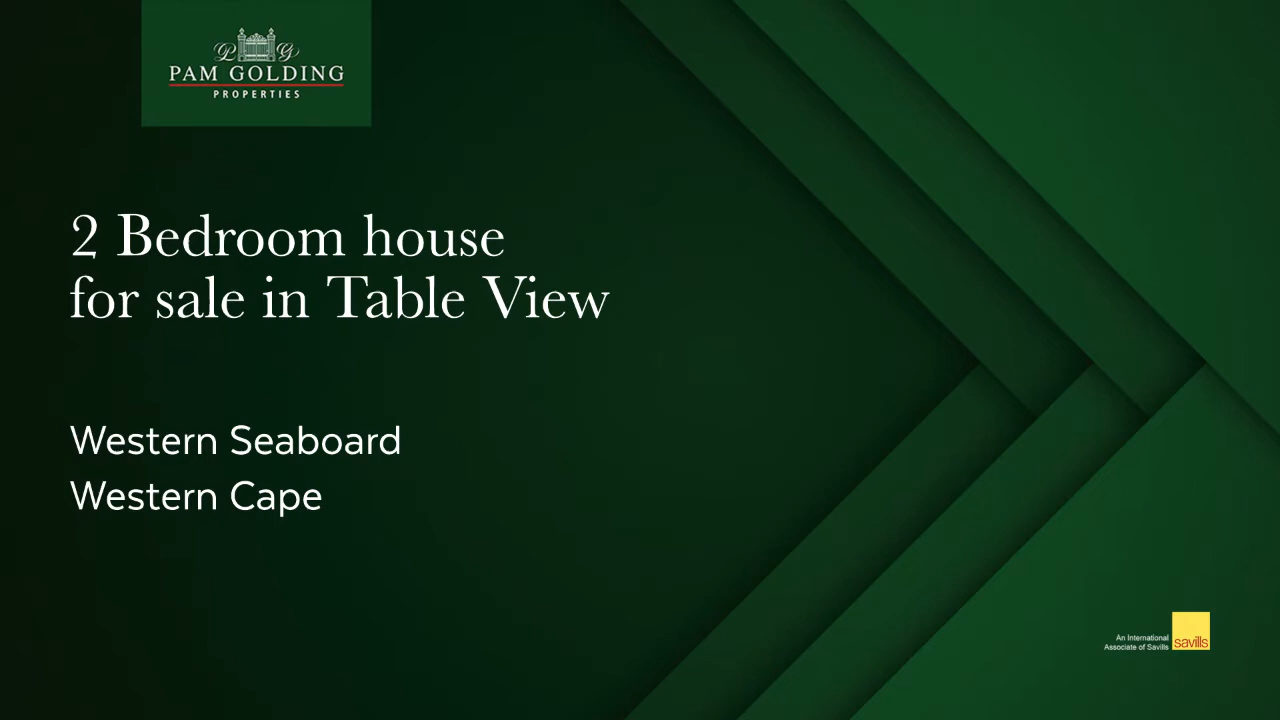 PAM GOLDING
PROPERTIES
2 Bedroom house
for sale in Table View
Western Seaboard
Western Cape
An International
Associate of Savills
savills